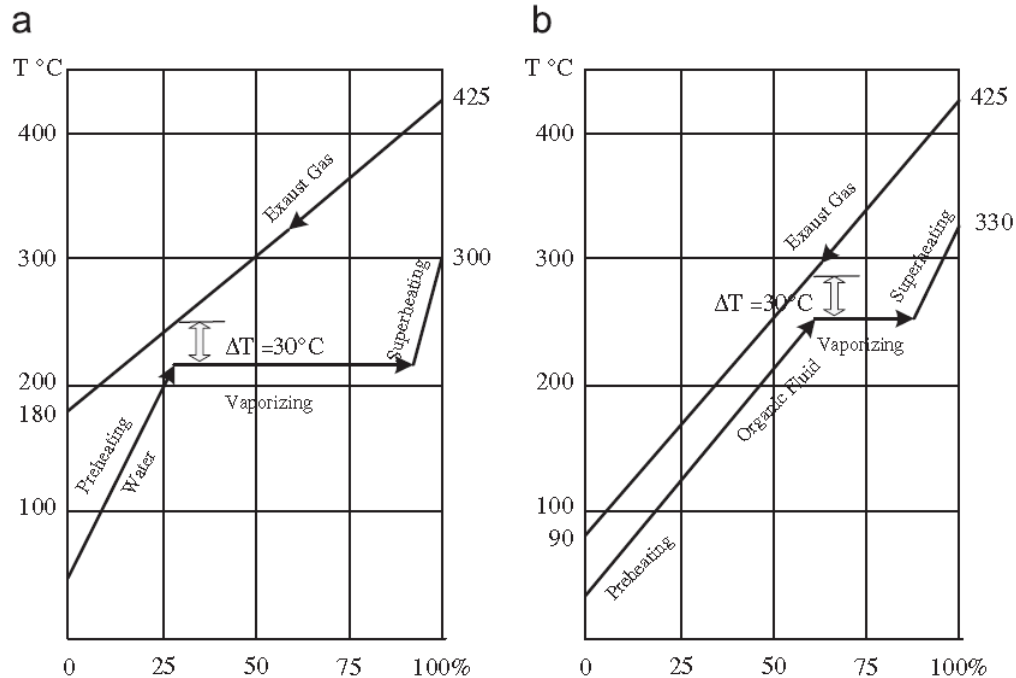 a
T °C
400
300
200
180
100
0
25
50
75
100%
425
300
Exaust Gas
ΔT =30°C
Superheating
Vaporizing
Preheating
Water
b
T °C
400
300
200
100
90
0
25
50
75
100%
425
330
Exaust Gas
ΔT =30°C
Superheating
Vaporizing
Organic Fluid
Preheating